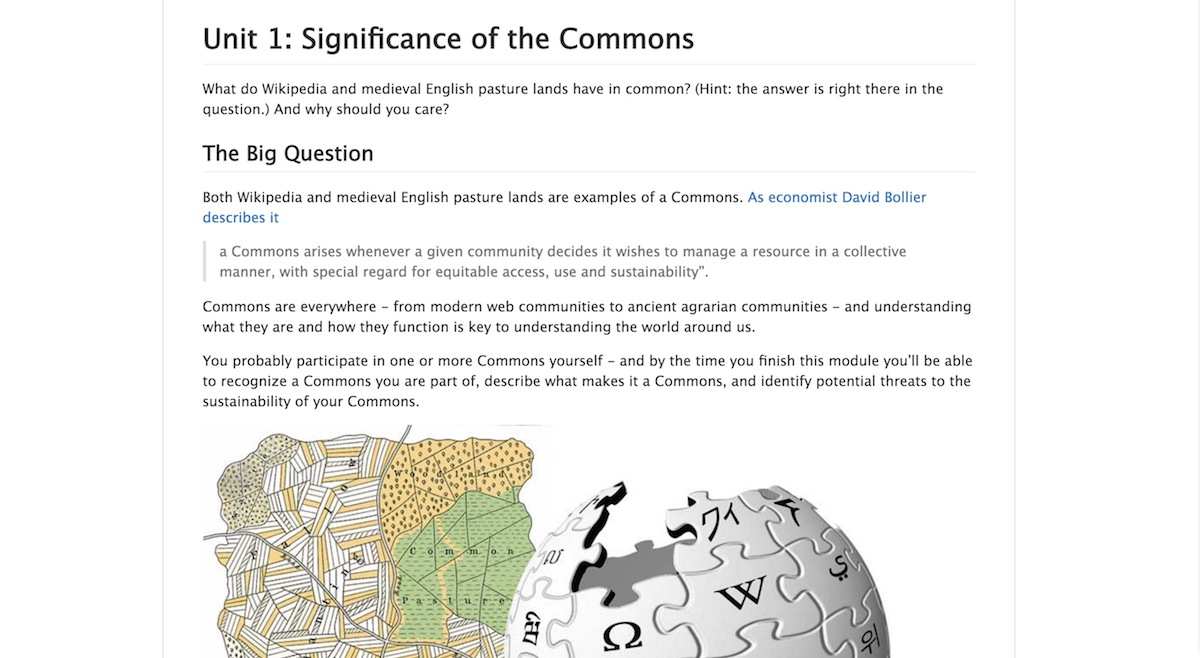 Unit 1: Significance of the Commons
What do Wikipedia and medieval English pasture lands have in common? (Hint: the answer is right there in the
question.) And why should you care?
The Big Question
Both Wikipedia and medieval English pasture lands are examples of a Commons. As economist David Bollier
describes it
a Commons arises whenever a given community decides it wishes to manage a resource in a collective
manner, with special regard for equitable access, use and sustainability”.
Commons are everywhere – from modern web communities to ancient agrarian communities – and understanding
what they are and how they function is key to understanding the world around us.
You probably participate in one or more Commons yourself – and by the time you finish this module you’ll be able
to recognize a Commons you are part of, describe what makes it a Commons, and identify potential threats to the
sustainability of your Commons.
Woodland
Common
Pasture
ワィ
W
Ω
위